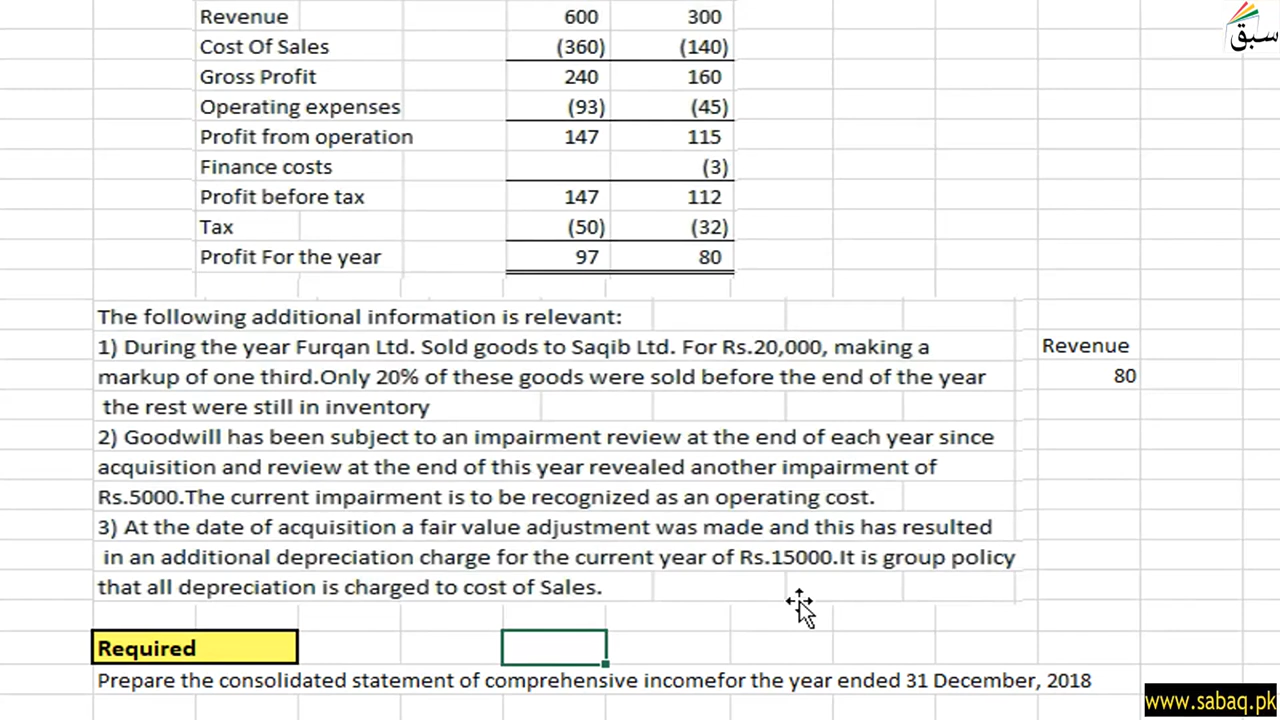 سبق
Revenue 600 300
Cost Of Sales (360) (140)
Gross Profit 240 160
Operating expenses (93) (45)
Profit from operation 147 115
Finance costs (3)
Profit before tax 147 112
Tax (50) (32)
Profit For the year 97 80
The following additional information is relevant:
1) During the year Furqan Ltd. Sold goods to Saqib Ltd. For Rs.20,000, making a
markup of one third.Only 20% of these goods were sold before the end of the year
the rest were still in inventory
2) Goodwill has been subject to an impairment review at the end of each year since
acquisition and review at the end of this year revealed another impairment of
Rs.5000.The current impairment is to be recognized as an operating cost.
3) At the date of acquisition a fair value adjustment was made and this has resulted
in an additional depreciation charge for the current year of Rs.15000.It is group policy
that all depreciation is charged to cost of Sales.
Revenue
80
Required
Prepare the consolidated statement of comprehensive incomefor the year ended 31 December, 2018
www.sabaq.pk